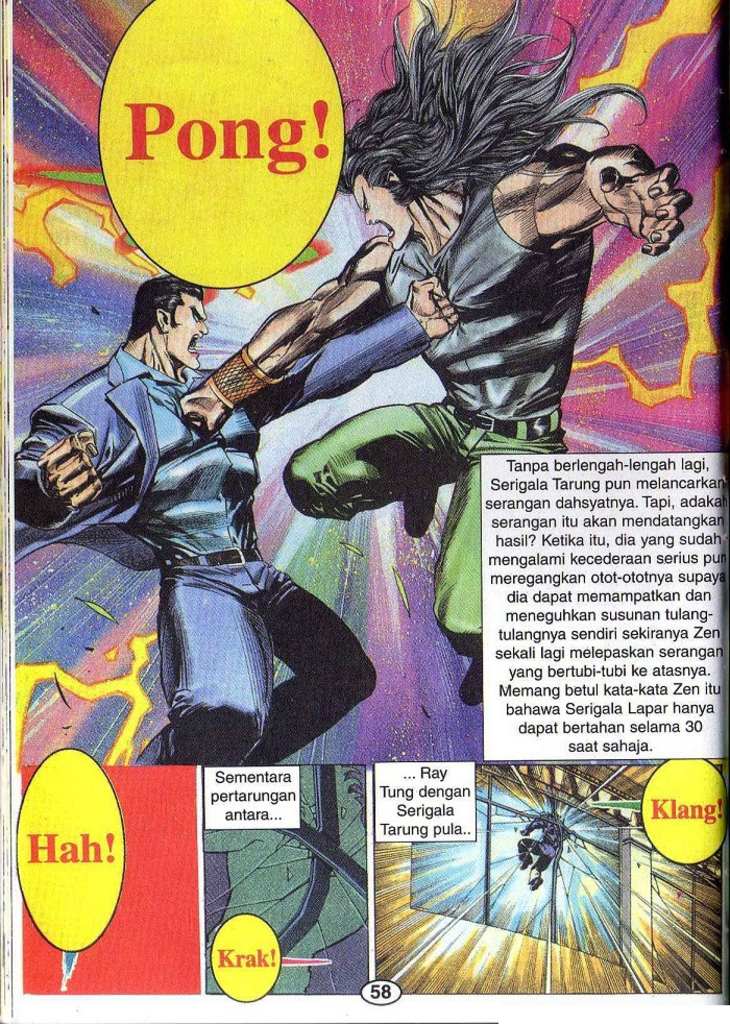 Pong!
Tanpa berlengah-lengah lagi,
Serigala Tarung pun melancarkan
serangan dahsyatnya. Tapi, adakah
serangan itu akan mendatangkan
hasil? Ketika itu, dia yang sudah
mengalami kecederaan serius pun
meregangkan otot-ototnya supaya
dia dapat memampatkan dan
meneguhkan susunan tulang-
tulangnya sendiri sekiranya Zen
sekali lagi melepaskan serangan
yang bertubi-tubi ke atasnya.
Memang betul kata-kata Zen itu
bahawa Serigala Lapar hanya
dapat bertahan selama 30
saat sahaja.
Hah!
Sementara
pertarungan
antara...
Krak!
... Ray
Tung dengan
Serigala
Tarung pula..
Klang!
58